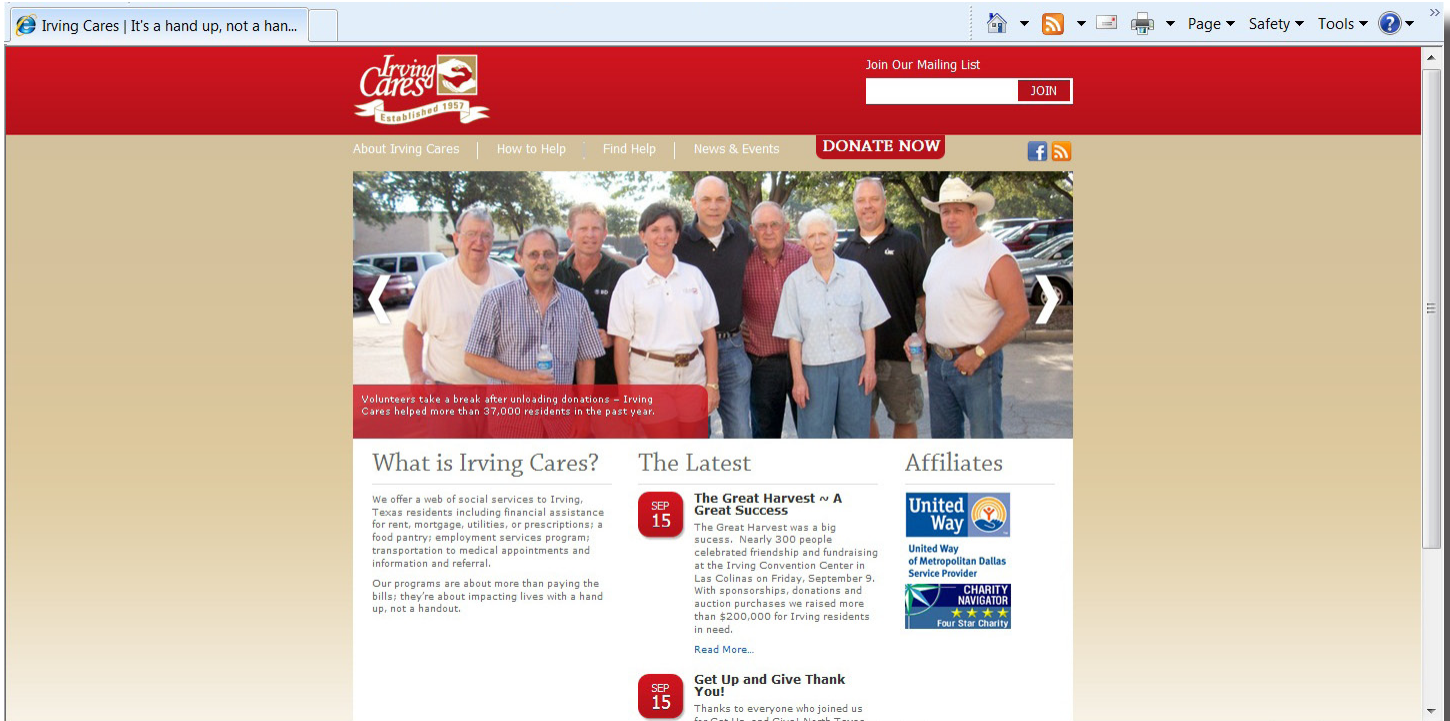 Irving Cares | It's a hand up, not a han...
Page
Safety
Tools
Irving
Cares
Established 1957
Join Our Mailing List
JOIN
About Irving Cares
How to Help
Find Help
News & Events
DONATE NOW
Volunteers take a break after unloading donations – Irving
Cares helped more than 37,000 residents in the past year.
What is Irving Cares?
We offer a web of social services to Irving,
Texas residents including financial assistance
for rent, mortgage, utilities, or prescriptions; a
food pantry; employment services program;
transportation to medical appointments and
information and referral.
Our programs are about more than paying the
bills; they're about impacting lives with a hand
up, not a handout.
The Latest
SEP
15
The Great Harvest ~ A
Great Success
The Great Harvest was a big
sucess. Nearly 300 people
celebrated friendship and fundraising
at the Irving Convention Center in
Las Colinas on Friday, September 9.
With sponsorships, donations and
auction purchases we raised more
than $200,000 for Irving residents
in need.
Read More...
SEP
15
Get Up and Give Thank
You!
Thanks to everyone who joined us
for Get Up and Give! North Texas
Affiliates
United
Way
United Way
of Metropolitan Dallas
Service Provider
CHARITY
NAVIGATOR
Four Star Charity